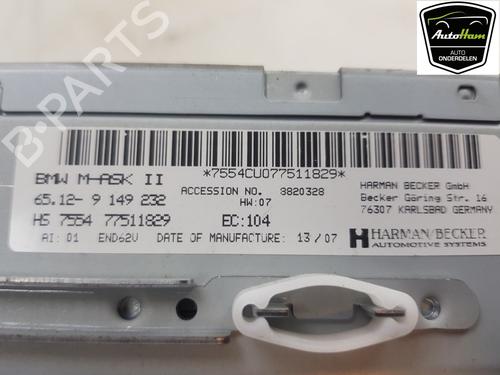 AutoHam
AUTO
ONDERDELEN
B-PARTS
*7554CU077511829*
BMW M-ASK II
ACCESSION NO. 3820328
HARMAN BECKER GmbH
65.12- 9 149 232
HW:07
Becker Göring Str. 16
76307 KARLSBAD GERMANY
HS 7554 77511829
EC:104
AI: 01 END62V DATE OF MANUFACTURE: 13/07
HARMAN/BECKER
AUTOMOTIVE SYSTEMS